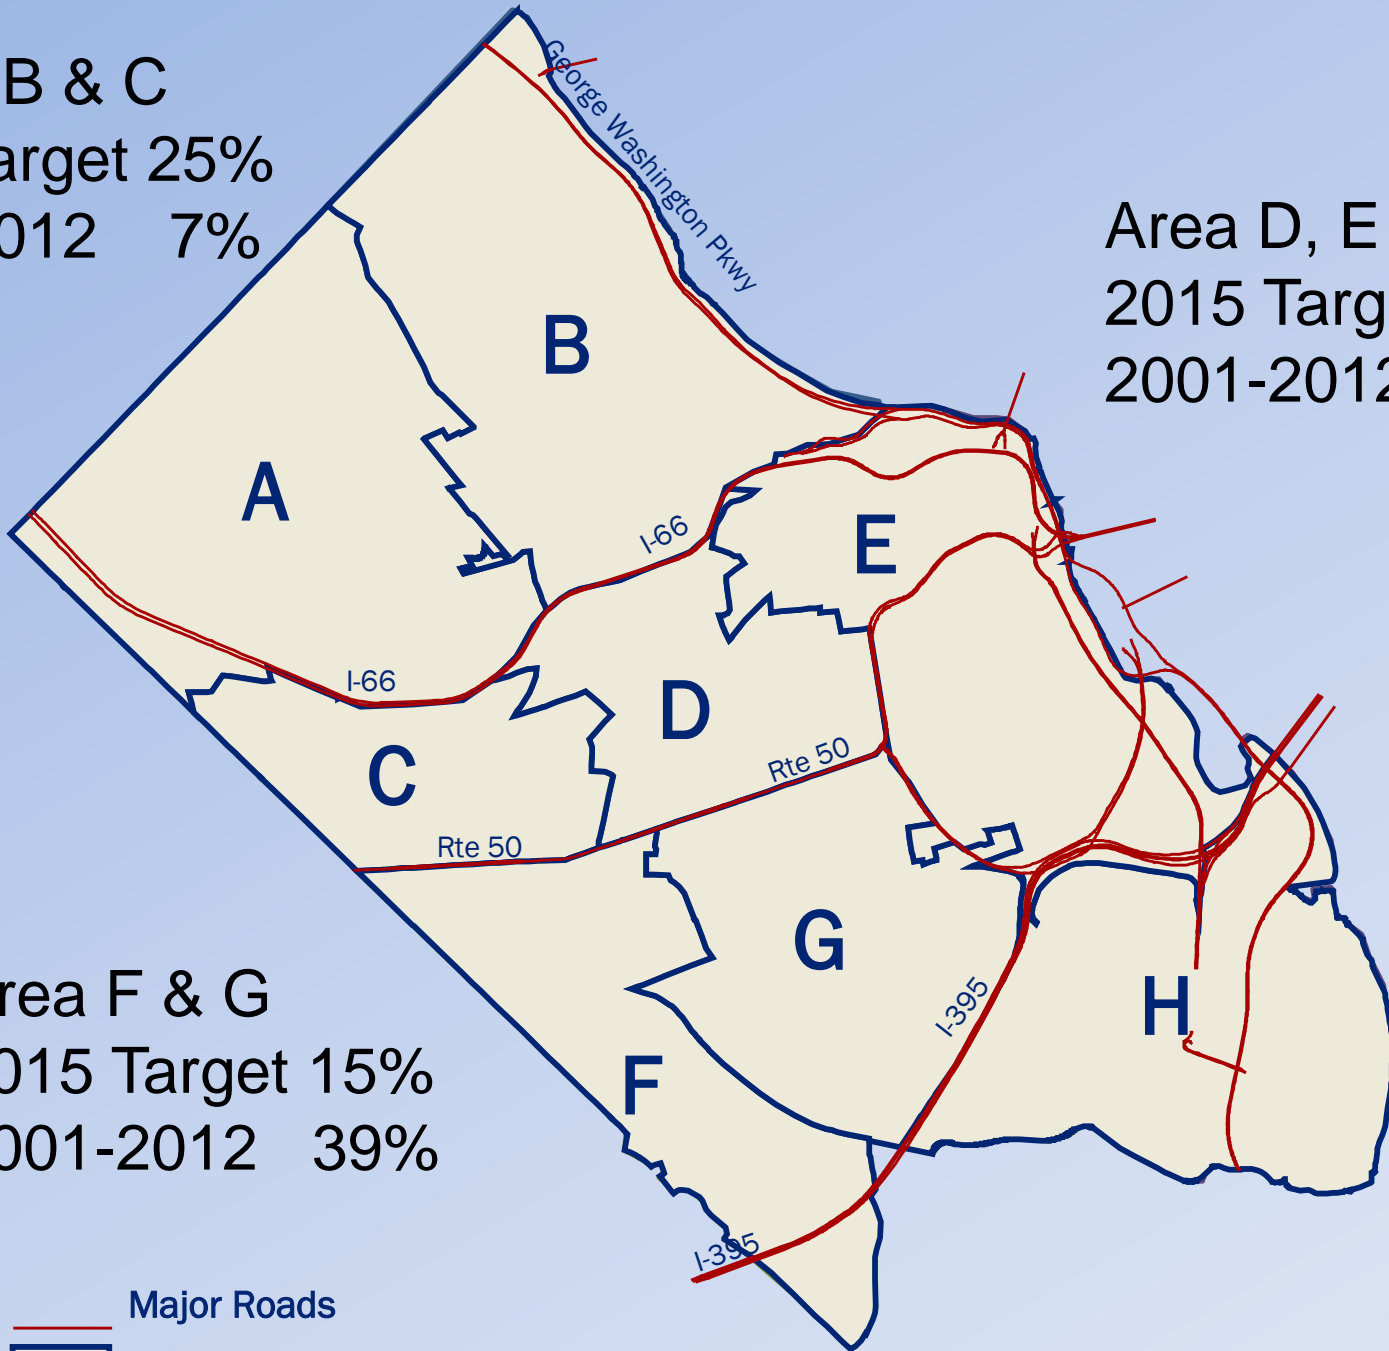 B & C
arget 25%
012 7%
George Washington Pkwy
Area D, E
2015 Targ
2001-2012
B
A
E
I-66
I-66
D
C
Rte 50
Rte 50
G
H
I-395
F
rea F & G
015 Target 15%
001-2012 39%
I-395
Major Roads